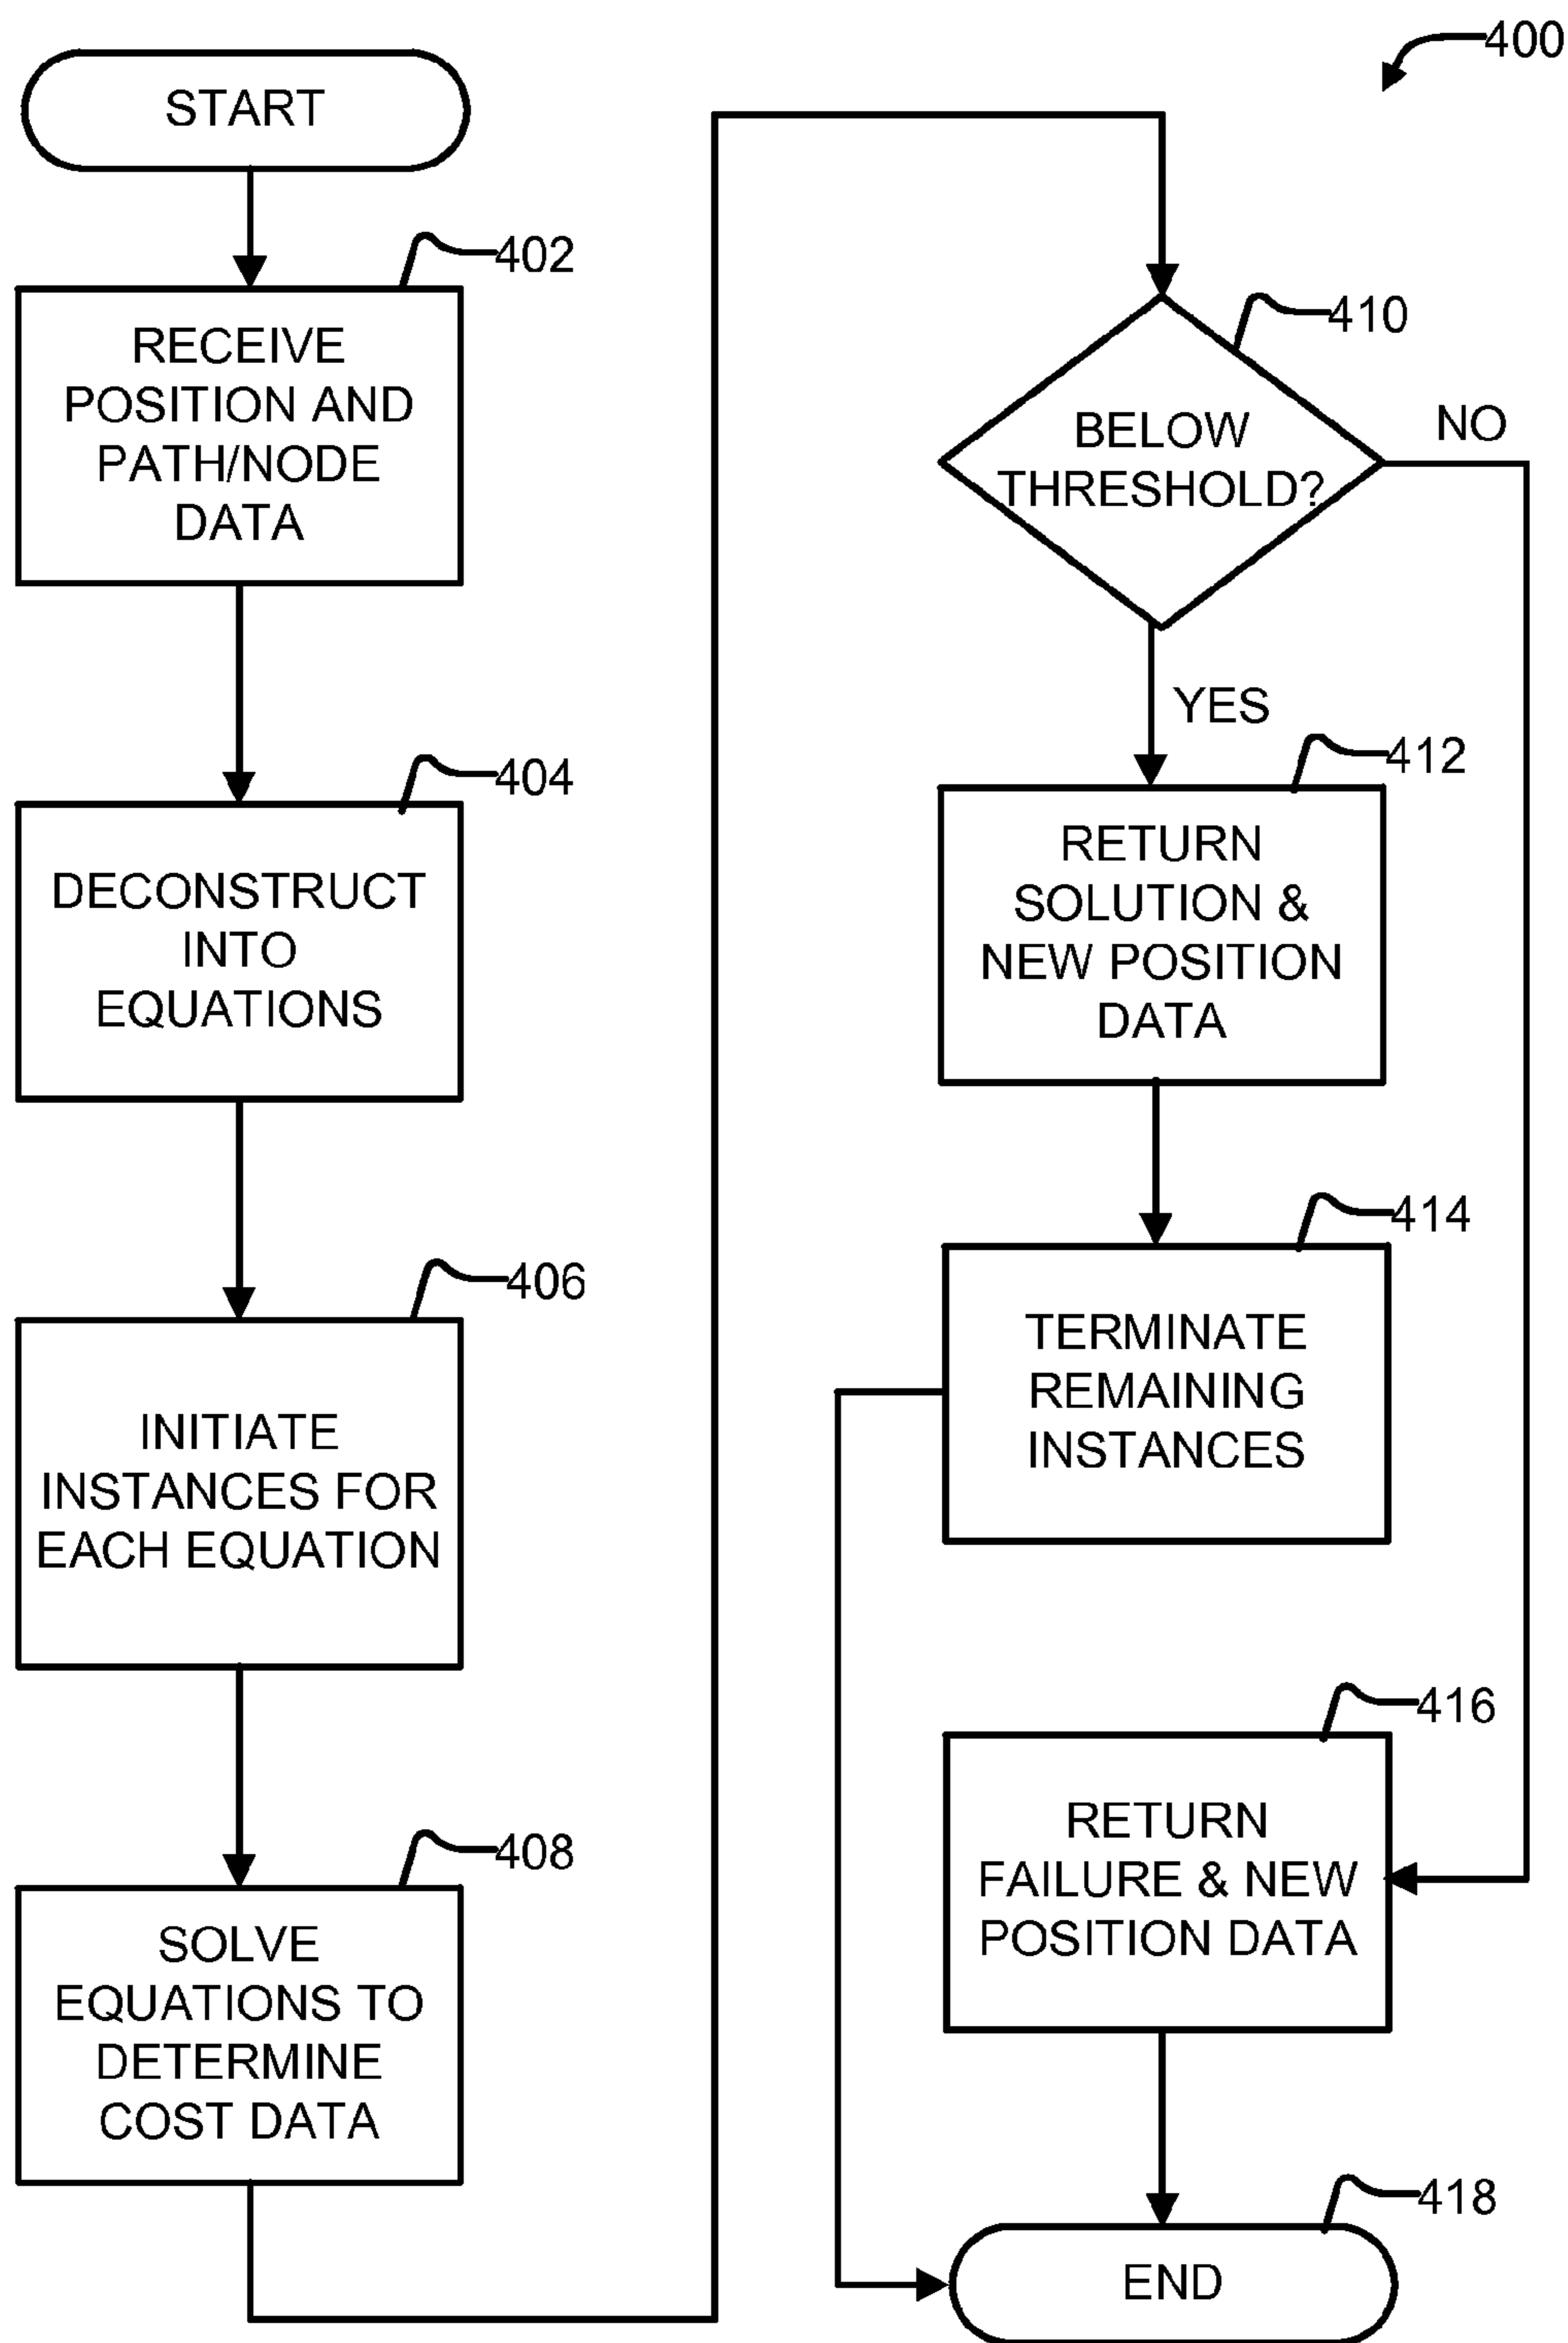 400
START
402
RECEIVE
POSITION AND
PATH/NODE
DATA
404
DECONSTRUCT
INTO
EQUATIONS
406
INITIATE
INSTANCES FOR
EACH EQUATION
408
SOLVE
EQUATIONS TO
DETERMINE
COST DATA
410
BELOW
THRESHOLD?
NO
YES
412
RETURN
SOLUTION &
NEW POSITION
DATA
414
TERMINATE
REMAINING
INSTANCES
416
RETURN
FAILURE & NEW
POSITION DATA
418
END